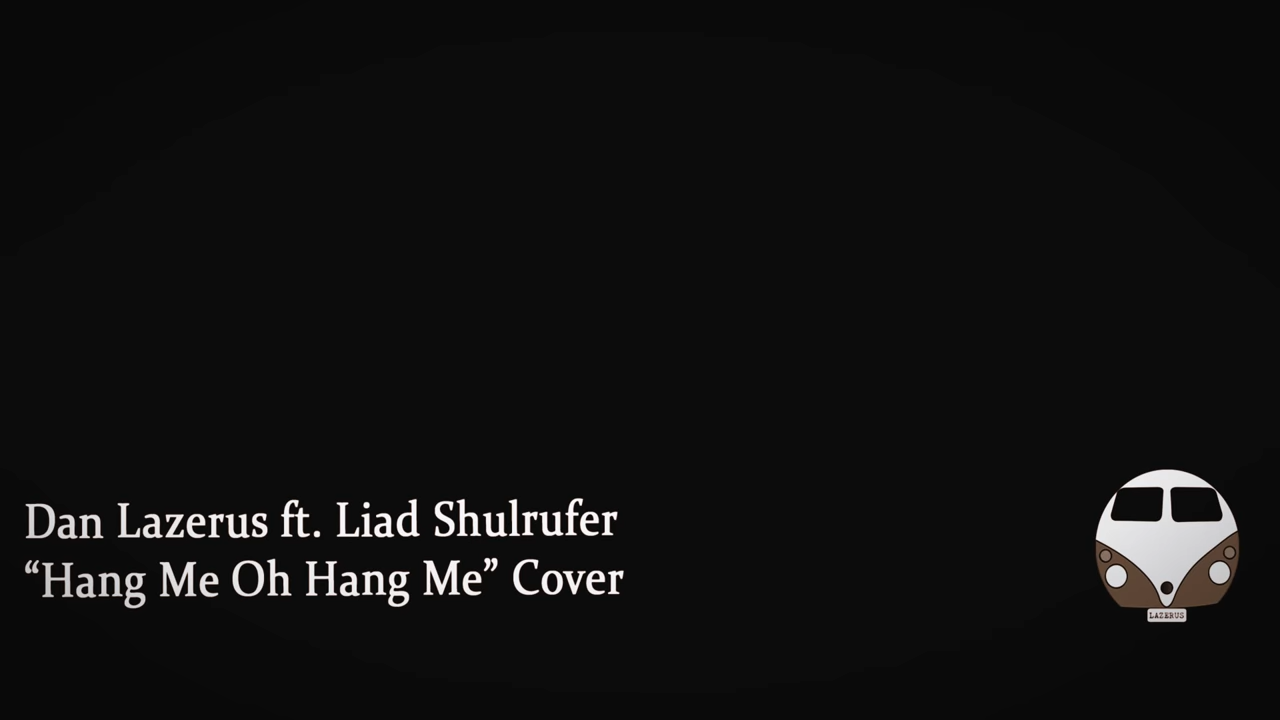 Dan Lazerus ft. Liad Shulrufer
“Hang Me Oh Hang Me” Cover
LAZERUS